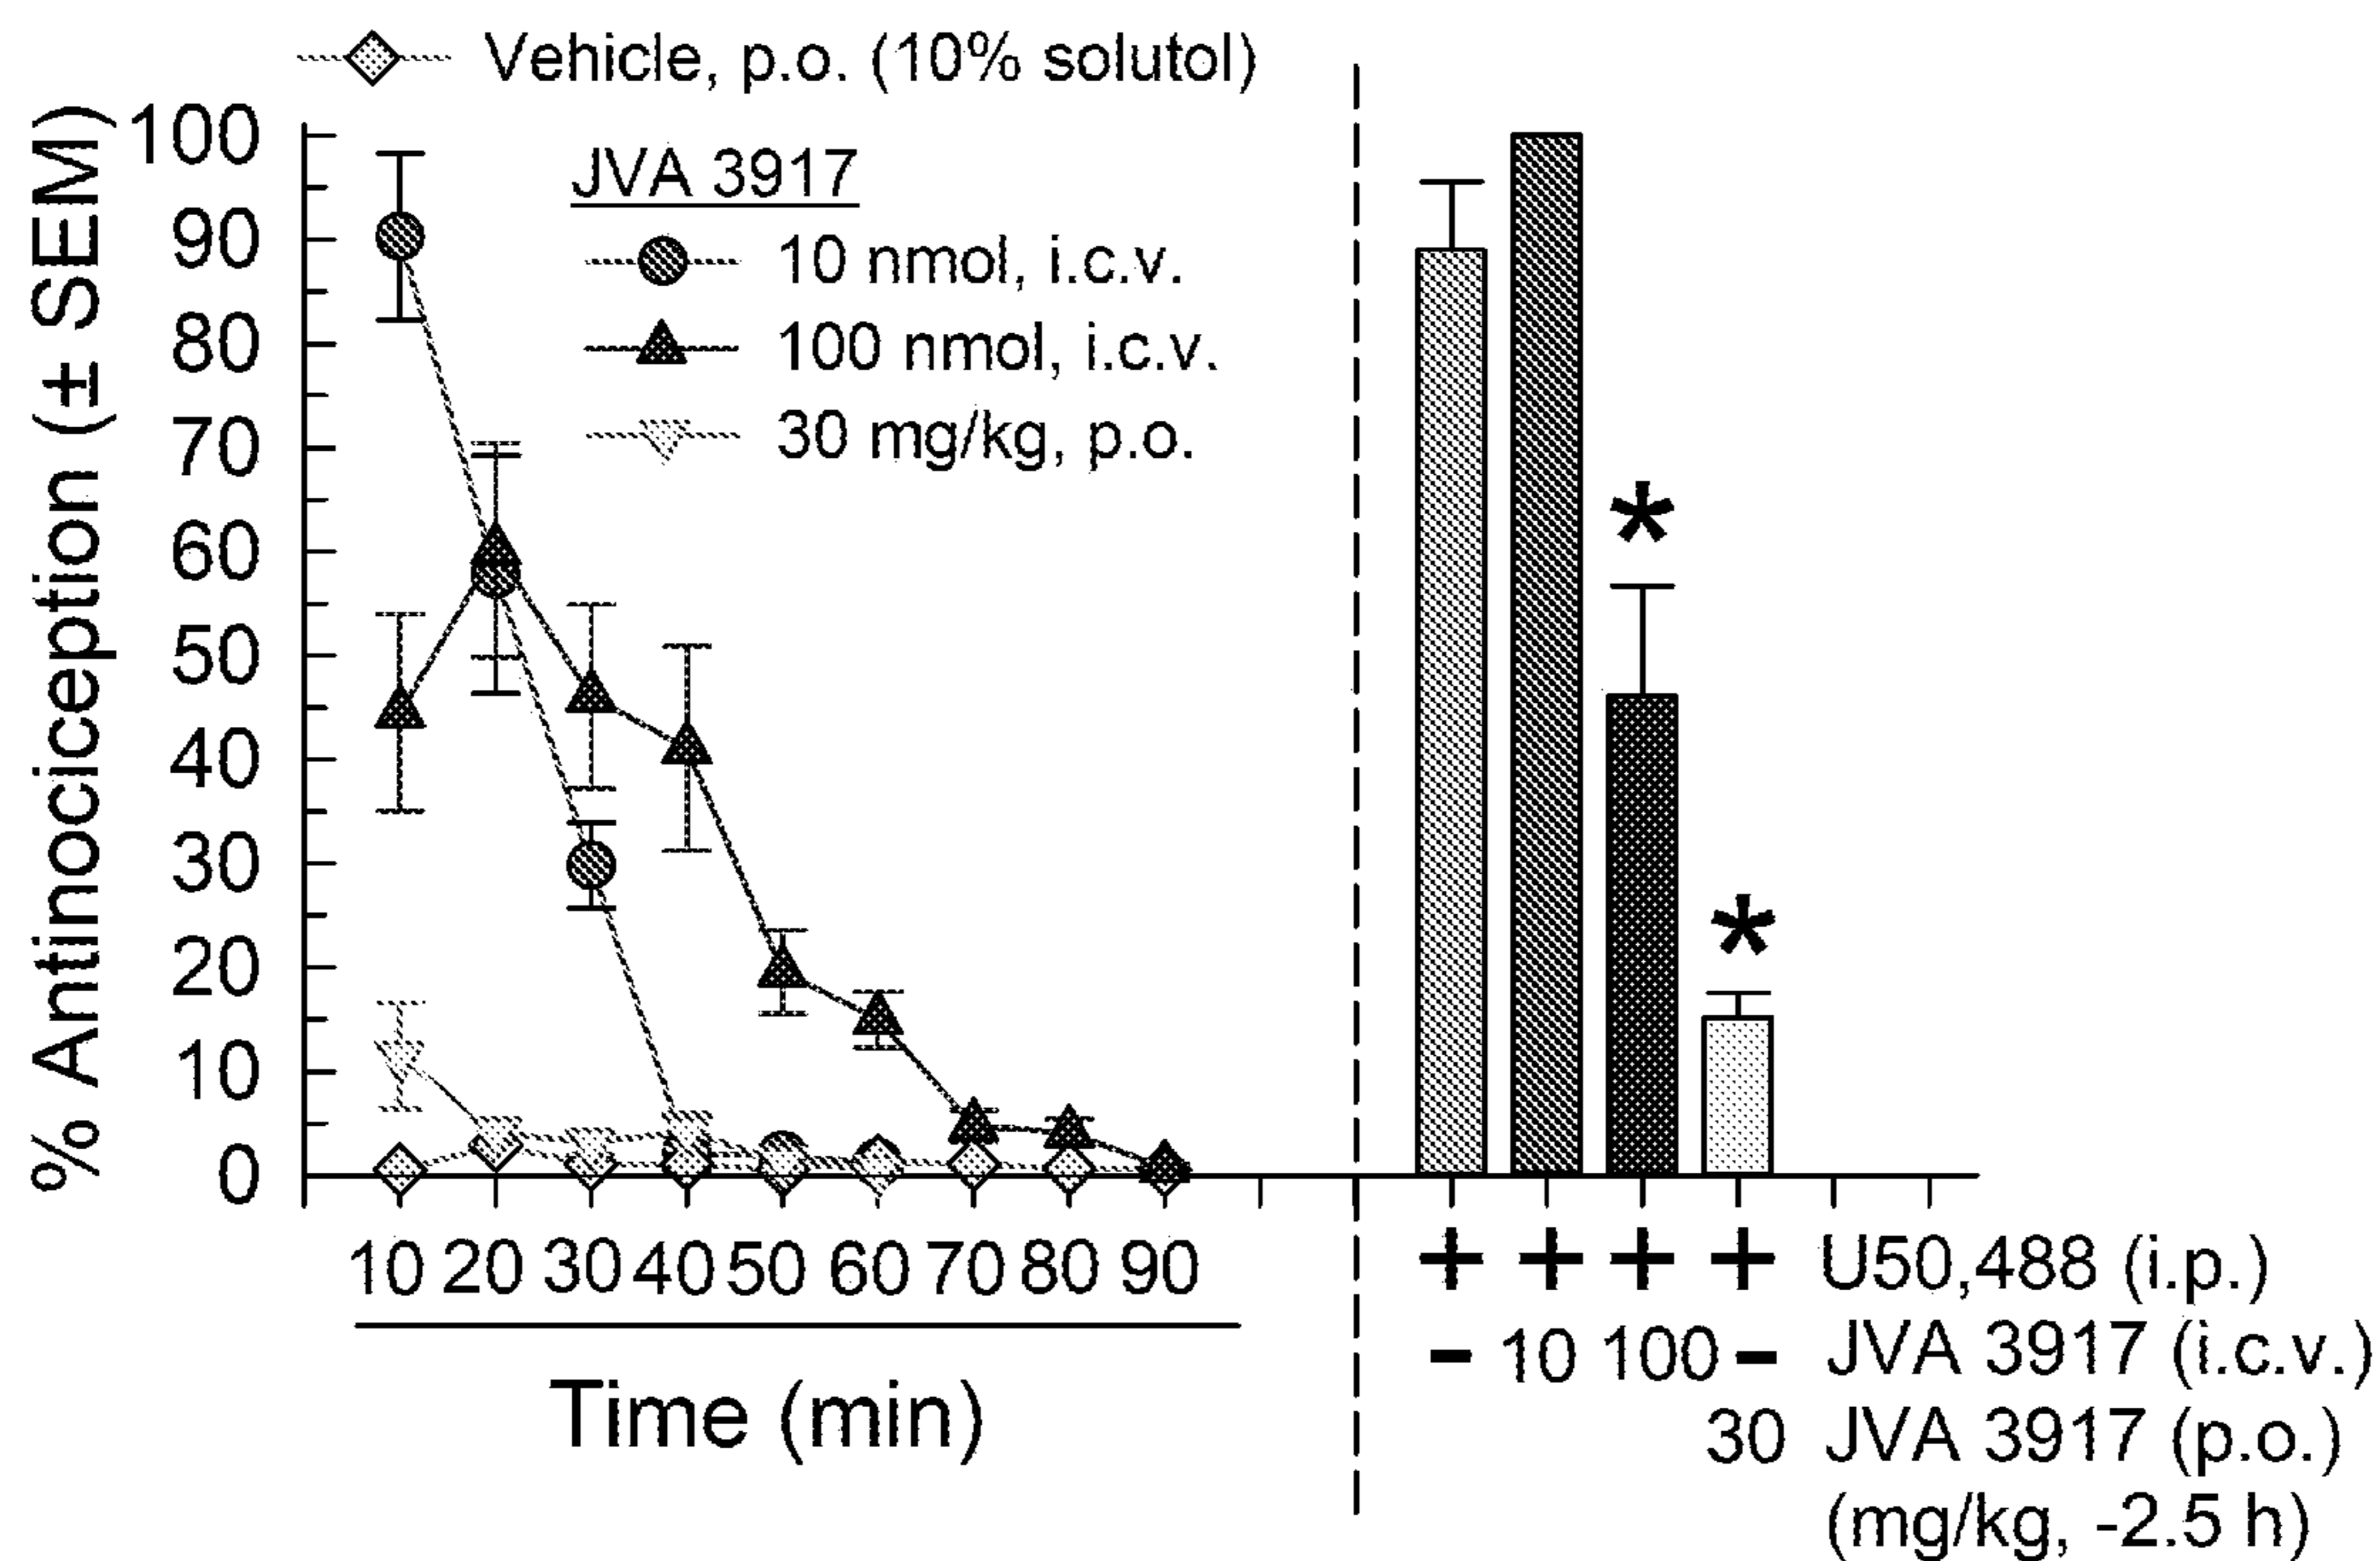 Vehicle, p.o. (10% solutol)
% Antinociception (± SEM)
100
90
80
70
60
50
40
30
20
10
0
JVA 3917
10 nmol, i.c.v.
100 nmol, i.c.v.
30 mg/kg, p.o.
*
*
10 20 30 40 50 60 70 80 90
Time (min)
+ + + + U50,488 (i.p.)
- 10 100 - JVA 3917 (i.c.v.)
30 JVA 3917 (p.o.)
(mg/kg, -2.5 h)